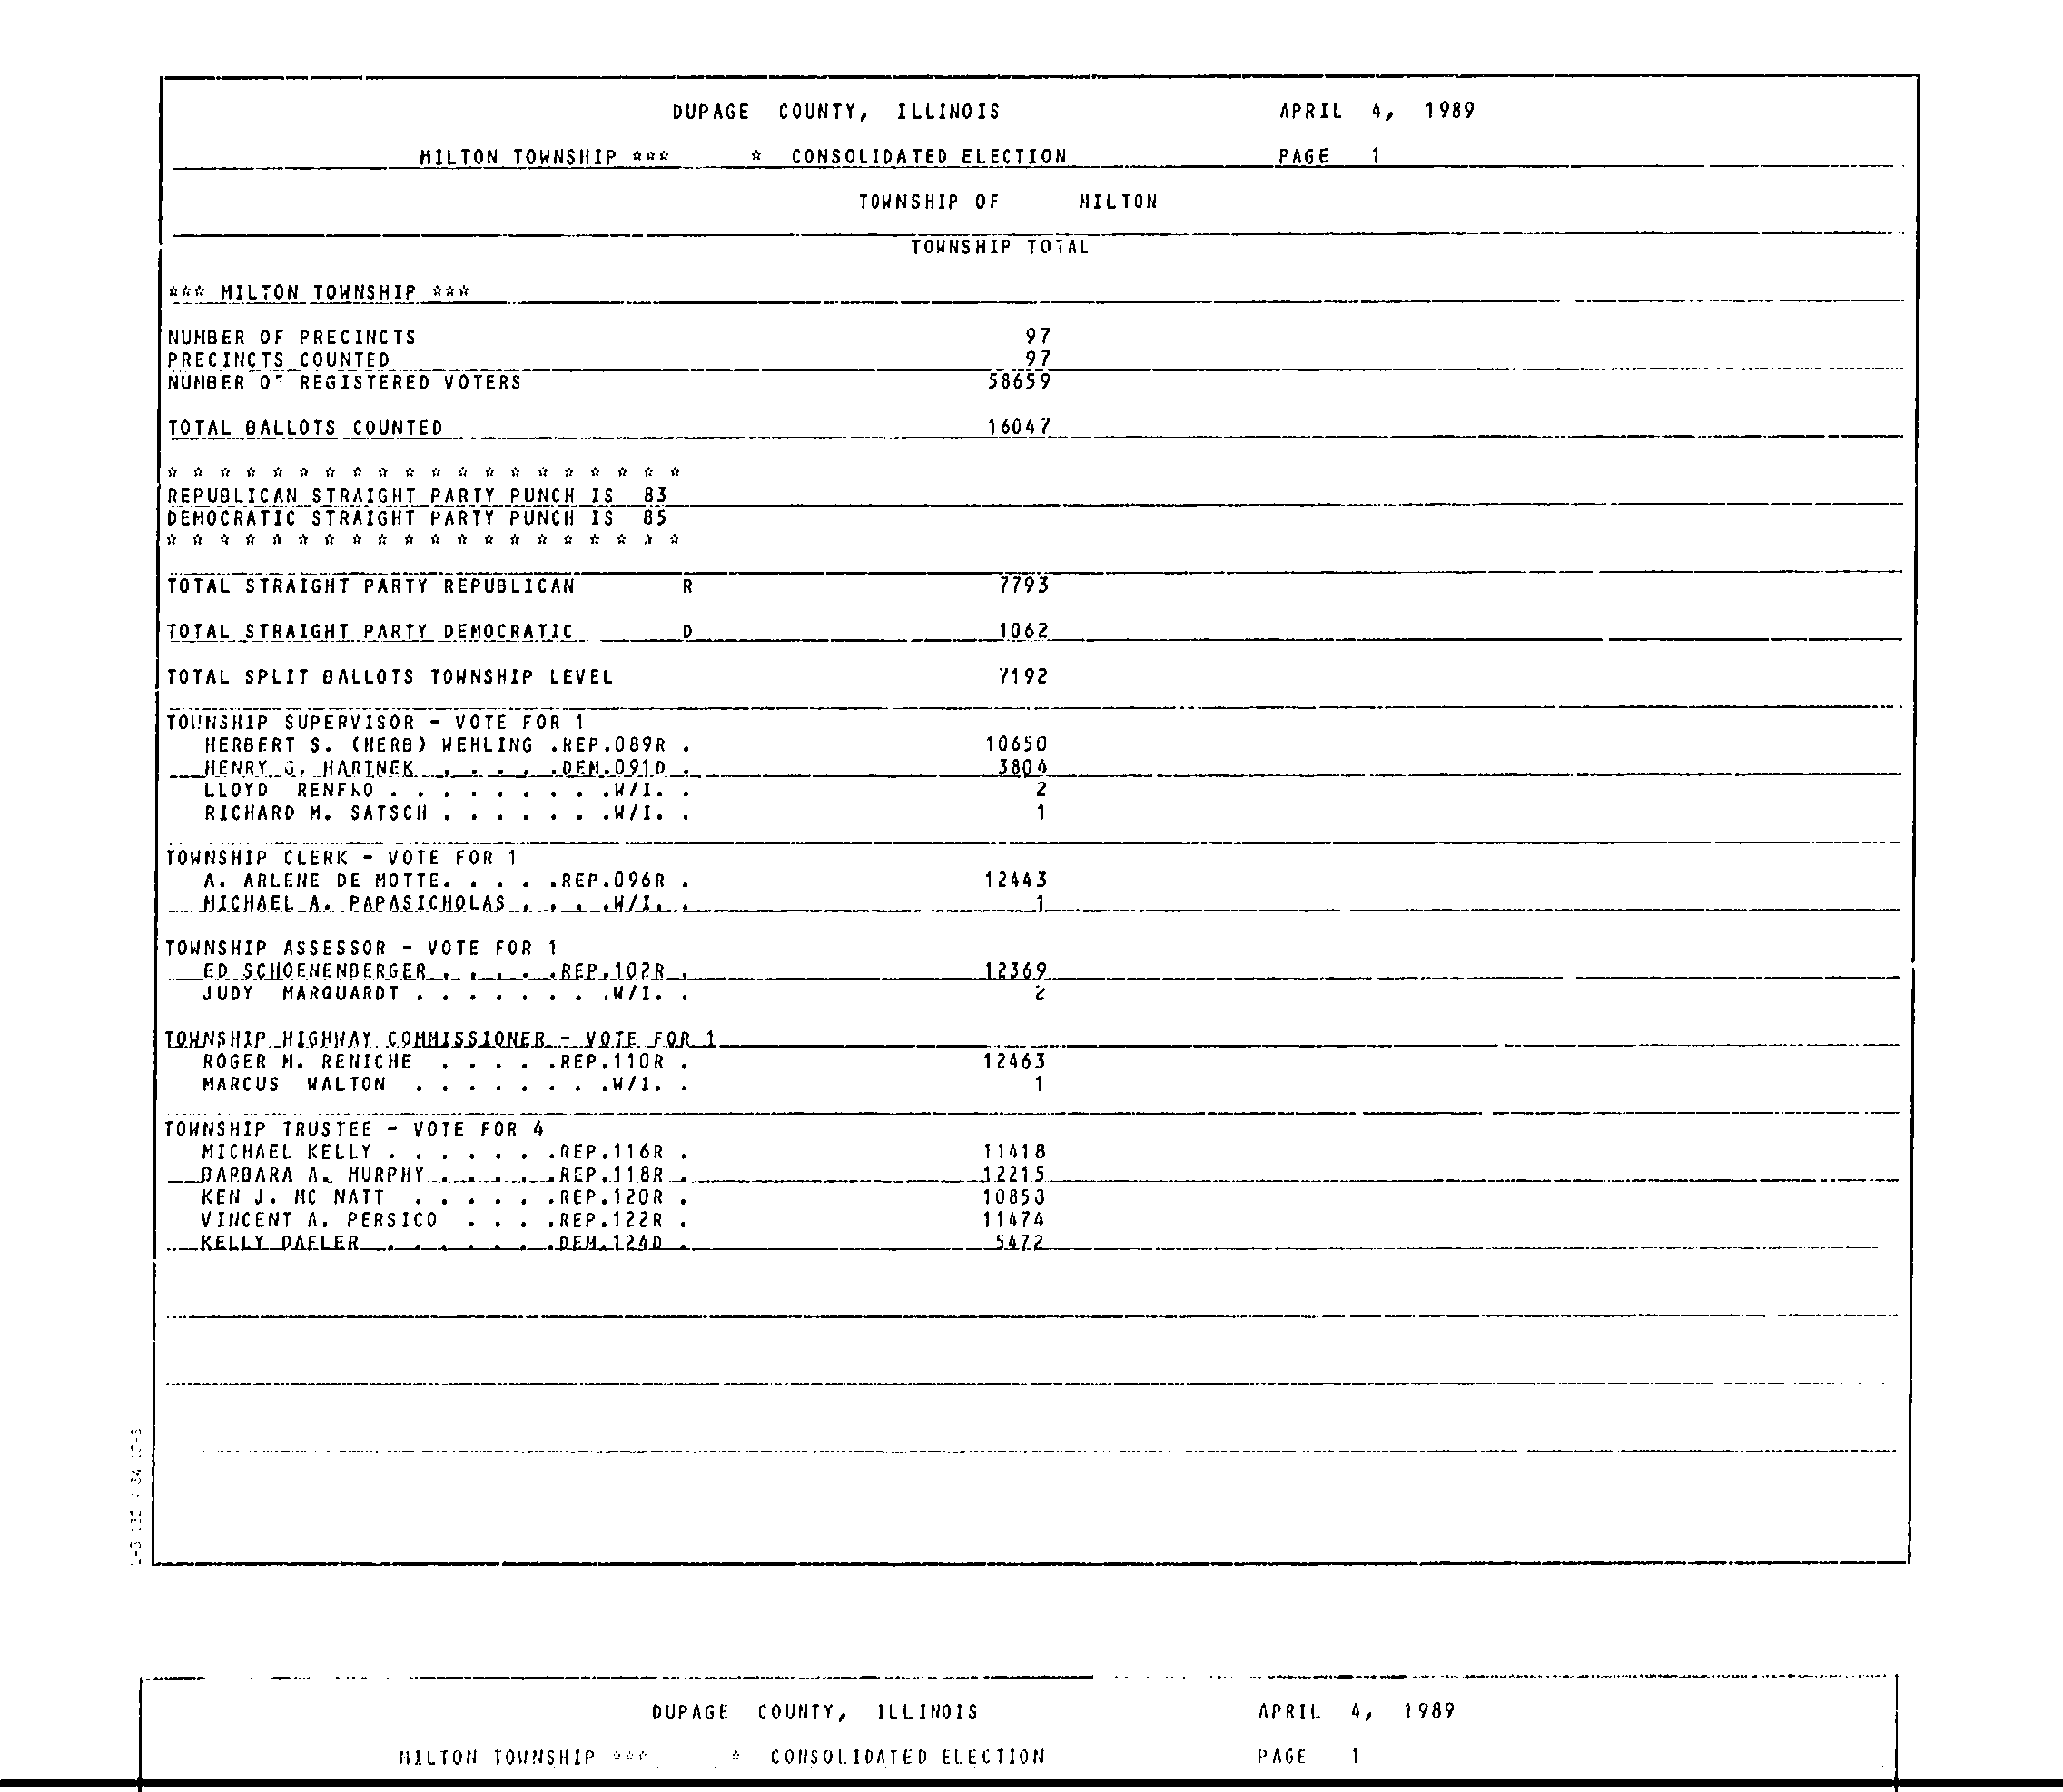 DUPAGE COUNTY, ILLINOIS APRIL 4, 1989
MILTON TOWNSHIP *** * CONSOLIDATED ELECTION PAGE 1
TOWNSHIP OF MILTON
TOWNSHIP TOTAL
*** MILTON TOWNSHIP ***
NUMBER OF PRECINCTS 97
PRECINCTS COUNTED 97
NUMBER OF REGISTERED VOTERS 58659
TOTAL BALLOTS COUNTED 16047
* * * * * * * * * * * * * * * * * * * *
REPUBLICAN STRAIGHT PARTY PUNCH IS 83
DEMOCRATIC STRAIGHT PARTY PUNCH IS 85
* * * * * * * * * * * * * * * * * * * *
TOTAL STRAIGHT PARTY REPUBLICAN R 7793
TOTAL STRAIGHT PARTY DEMOCRATIC D 1062
TOTAL SPLIT BALLOTS TOWNSHIP LEVEL 7192
TOWNSHIP SUPERVISOR - VOTE FOR 1
HERBERT S. (HERB) WEHLING .REP.089R . 10650
HENRY G. HARTNEK . . . . .DEM.091D . 3804
LLOYD . . . . . . . . .W/I. . 2
RICHARD M. SATSCH . . . . . . .W/I. . 1
TOWNSHIP CLERK - VOTE FOR 1
A. ARLENE DE MOTTE. . . . .REP.096R . 12443
MICHAEL A. PAPASICHOLAS . . . .W/I. . 1
TOWNSHIP ASSESSOR - VOTE FOR 1
ED SCHOENENBERGER . . . . .REP.102R . 12369
JUDY MARQUARDT . . . . . . . .W/I. . 2
TOWNSHIP HIGHWAY COMMISSIONER - VOTE FOR 1
ROGER M. RENICHE . . . . .REP.110R . 12463
MARCUS WALTON . . . . . . . .W/I. . 1
TOWNSHIP TRUSTEE - VOTE FOR 4
MICHAEL KELLY . . . . . . .REP.116R . 11418
BARBARA A. MURPHY . . . . .REP.118R . 12215
KEN J. MC NATT . . . . . .REP.120R . 10853
VINCENT A. PERSICO . . . .REP.122R . 11474
KELLY . . . . . . .DEM.124D . 5472
DUPAGE COUNTY, ILLINOIS APRIL 4, 1989
MILTON TOWNSHIP *** * CONSOLIDATED ELECTION PAGE 1